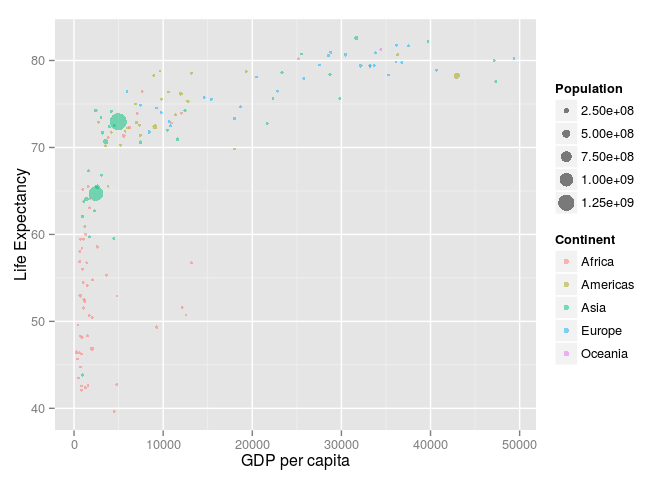 80
70
60
50
40
Life Expectancy
0
10000
20000
30000
40000
50000
GDP per capita
Population
2.50e+08
5.00e+08
7.50e+08
1.00e+09
1.25e+09
Continent
Africa
Americas
Asia
Europe
Oceania